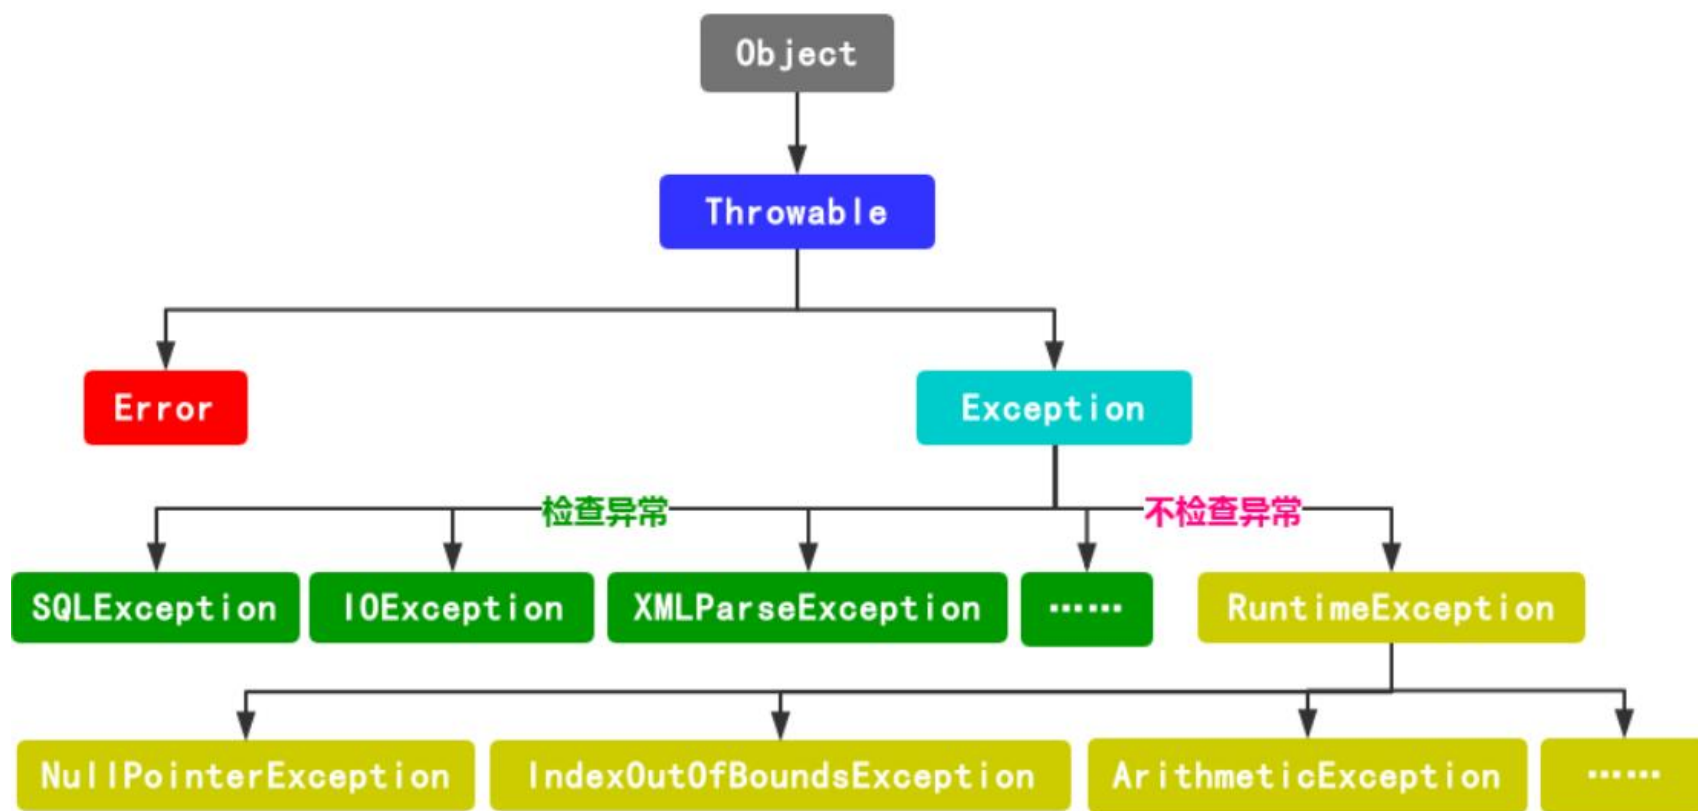 Object
Throwable
Error
Exception
检查异常
不检查异常
SQLException
IOException
XMLParseException
……
RuntimeException
NullPointerException
IndexOutOfBoundsException
ArithmeticException
……